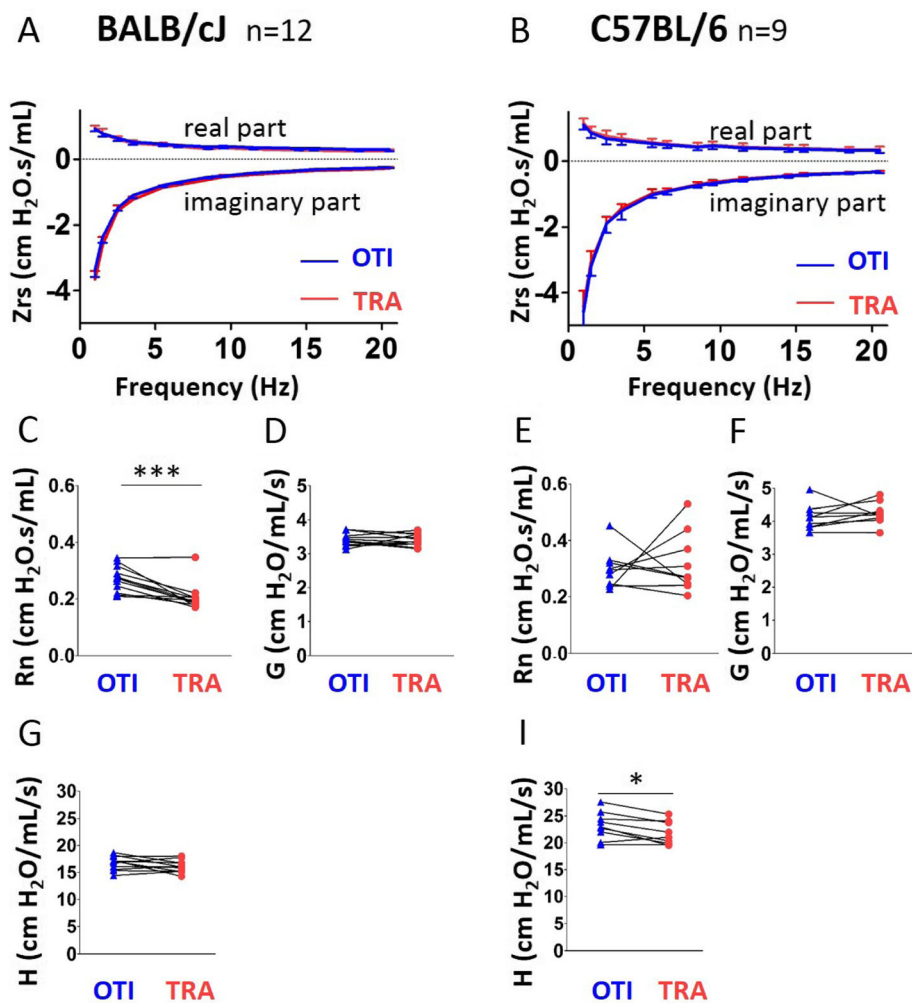 A BALB/cJ n=12
B C57BL/6 n=9
Zrs (cm H₂O.s/mL)
0
-2
-4
real part
imaginary part
OTI
TRA
0 5 10 15 20
Frequency (Hz)
Zrs (cm H₂O.s/mL)
0
-2
-4
real part
imaginary part
OTI
TRA
0 5 10 15 20
Frequency (Hz)
C
Rn (cm H₂O.s/mL)
0.6
0.4
0.2
0.0
***
OTI TRA
D
G (cm H₂O/mL/s)
5
4
3
2
1
0
OTI TRA
E
Rn (cm H₂O.s/mL)
0.6
0.4
0.2
0.0
OTI TRA
F
G (cm H₂O/mL/s)
5
4
3
2
1
0
OTI TRA
G
H (cm H₂O/mL/s)
30
25
20
15
10
5
0
OTI TRA
I
H (cm H₂O/mL/s)
30
25
20
15
10
5
0
*
OTI TRA